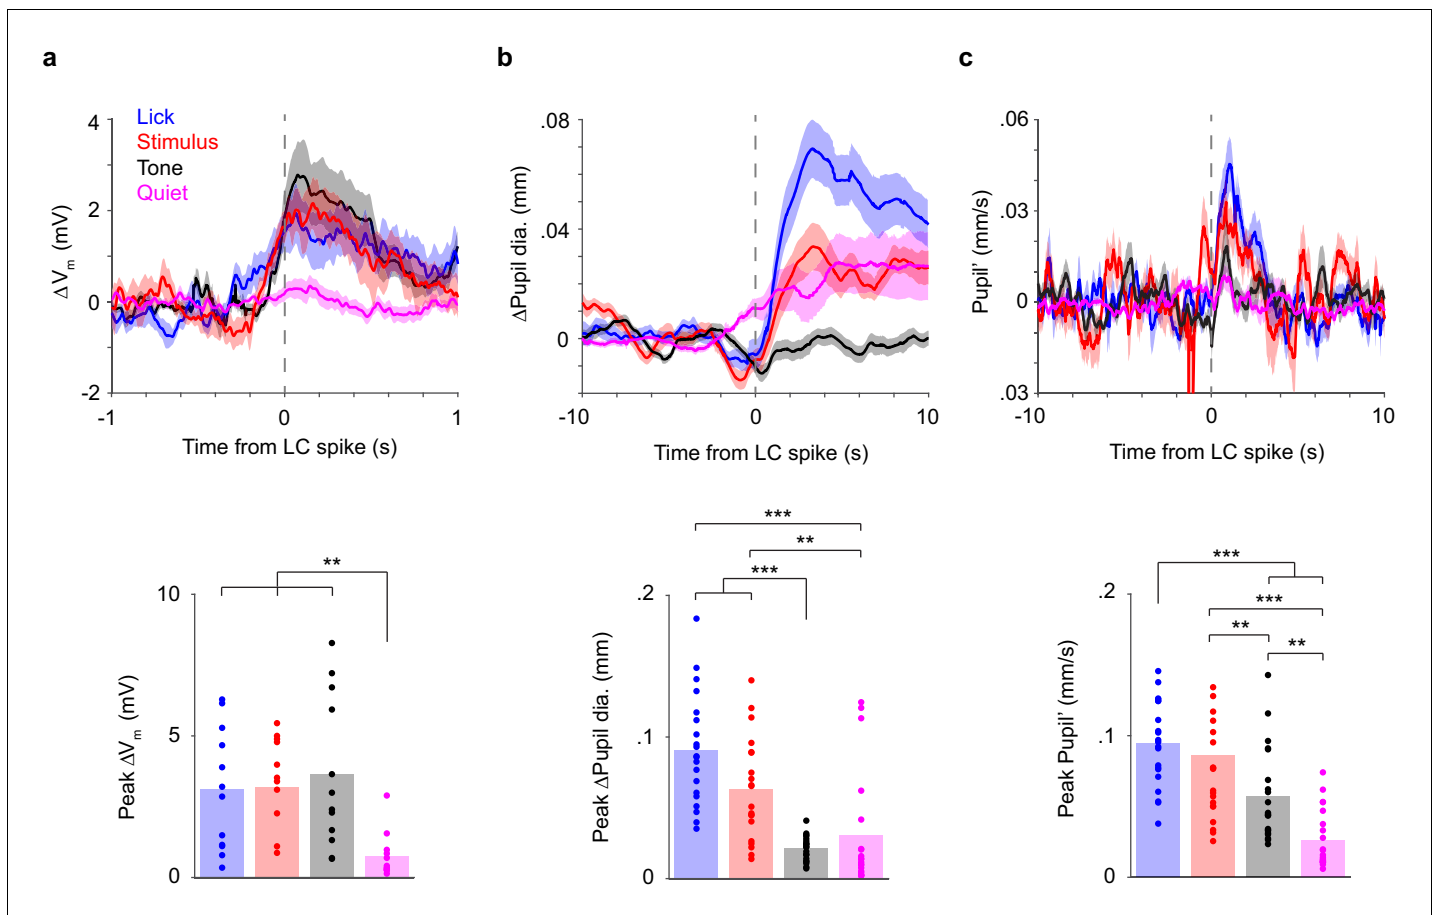 a
b
c
Lick
Stimulus
Tone
Quiet
ΔVm (mV)
4
2
0
-2
-1
0
1
Time from LC spike (s)
ΔPupil dia. (mm)
.08
.04
0
-10
0
10
Time from LC spike (s)
Pupil' (mm/s)
.06
.03
0
.03
-10
0
10
Time from LC spike (s)
**
Peak ΔVm (mV)
10
5
0
***
**
***
Peak ΔPupil dia. (mm)
.2
.1
0
***
***
**
**
Peak Pupil' (mm/s)
.2
.1
0